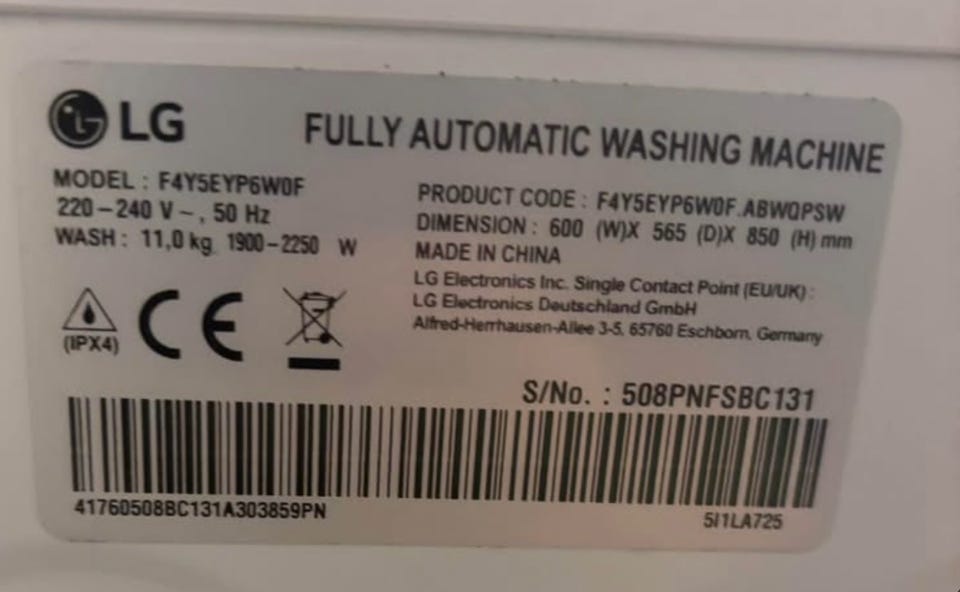 LG
FULLY AUTOMATIC WASHING MACHINE
MODEL : F4Y5EYP6W0F
220-240 V ~, 50 Hz
WASH : 11,0 kg 1900-2250 W
PRODUCT CODE : F4Y5EYP6W0F.ABWQPSW
DIMENSION : 600 (W)X 565 (D)X 850 (H) mm
MADE IN CHINA
LG Electronics Inc. Single Contact Point (EU/UK) :
LG Electronics Deutschland GmbH
Alfred-Herrhausen-Allee 3-5, 65760 Eschborn, Germany
(IPX4)
CE
S/No. : 508PNFSBC131
41760508BC131A303859PN
5I1LA725